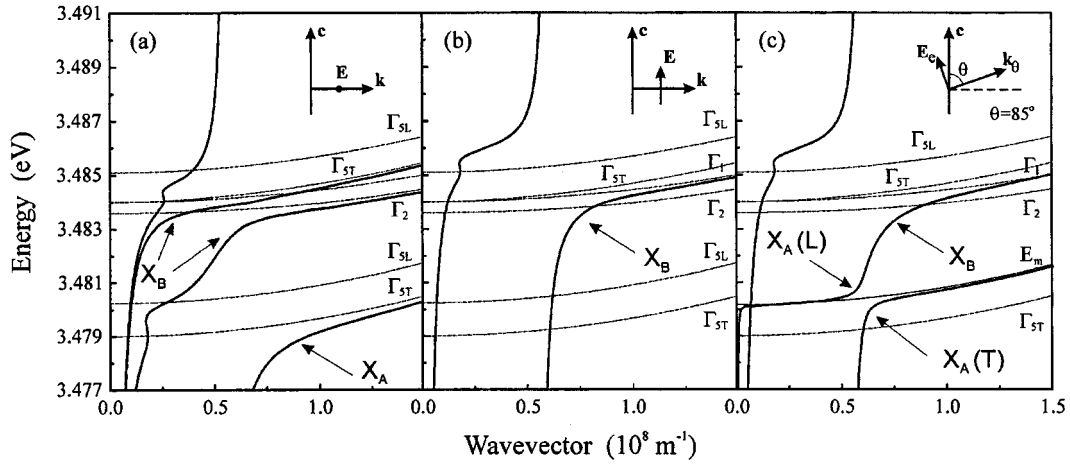 3.491
3.489
3.487
3.485
3.483
3.481
3.479
3.477
Energy (eV)
(a)
c
E
k
Γ5L
Γ5T
Γ2
XB
Γ5L
Γ5T
XA
0.0
0.5
1.0
(b)
c
E
k
Γ5L
Γ5T
Γ1
Γ2
XB
Γ5L
Γ5T
0.0
0.5
1.0
(c)
c
Ee
θ
kθ
θ=85°
Γ5L
Γ5T
Γ1
Γ2
XA(L)
XB
Em
Γ5T
XA(T)
0.0
0.5
1.0
1.5
Wavevector (10⁸ m⁻¹)